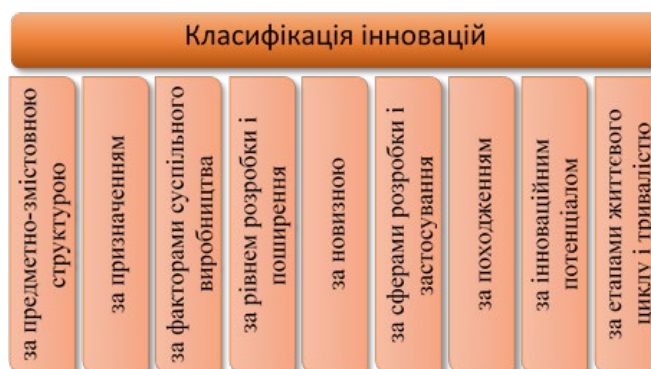 Класифікація інновацій
за предметно-змістовною
структурою
за призначенням
за факторами суспільного
виробництва
за рівнем розробки і
поширення
за новизною
за сферами розробки і
застосування
за походженням
за інноваційним
потенціалом
за етапами життєвого
циклу і тривалістю